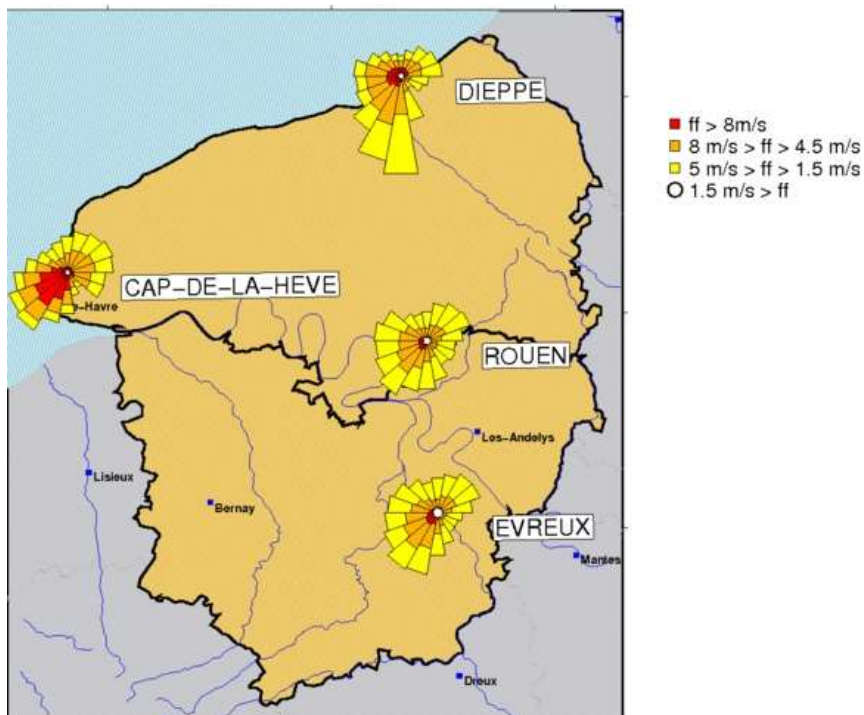 DIEPPE
ff > 8m/s
8 m/s > ff > 4.5 m/s
5 m/s > ff > 1.5 m/s
1.5 m/s > ff
CAP-DE-LA-HEVE
e-Havre
ROUEN
Les-Andelys
Lisieux
Bernay
EVREUX
Mantes
Dreux